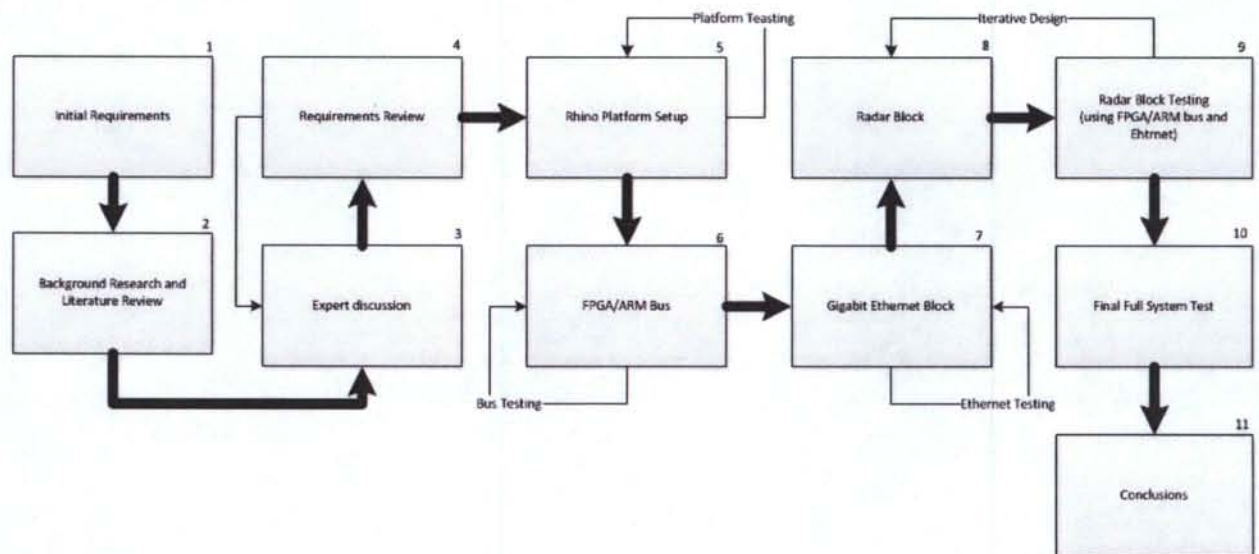 1
Initial Requirements
2
Background Research and
Literature Review
3
Expert discussion
4
Requirements Review
Platform Teasting
5
Rhino Platform Setup
6
FPGA/ARM Bus
Bus Testing
7
Gigabit Ethernet Block
Ethernet Testing
8
Radar Block
Iterative Design
9
Radar Block Testing
(using FPGA/ARM bus and
Ehtrnet)
10
Final Full System Test
11
Conclusions